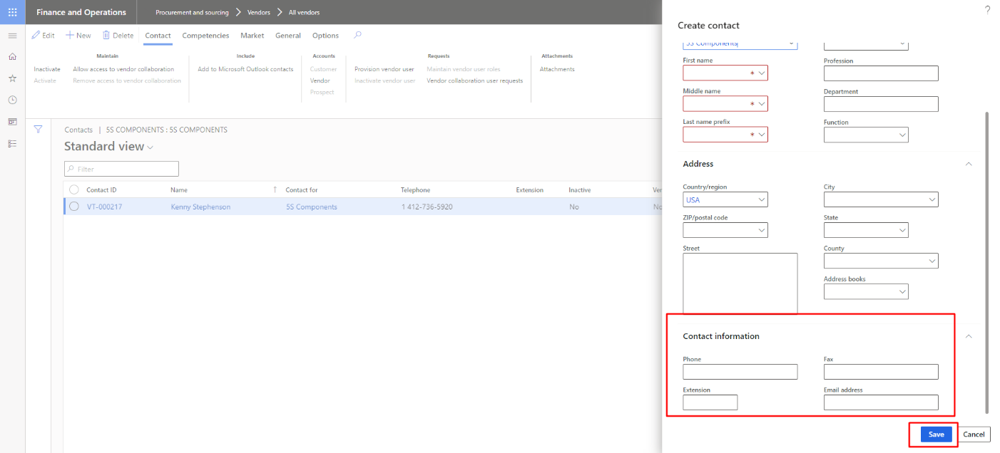 Finance and Operations
Procurement and sourcing
Vendors
All vendors
?
Edit
New
Delete
Contact
Competencies
Market
General
Options
Maintain
Inactivate
Allow access to vendor collaboration
Activate
Remove access to vendor collaboration
Include
Add to Microsoft Outlook contacts
Accounts
Customer
Vendor
Prospect
Requests
Provision vendor user
Maintain vendor user roles
Inactivate vendor user
Vendor collaboration user requests
Attachments
Attachments
Contacts | 5S COMPONENTS : 5S COMPONENTS
Standard view
Filter
Contact ID
Name
Contact for
Telephone
Extension
Inactive
Ver
VT-000217
Kenny Stephenson
5S Components
1 412-736-5920
No
No
Create contact
5S Components
First name
*
Profession
Middle name
*
Department
Last name prefix
*
Function
Address
Country/region
USA
City
ZIP/postal code
State
Street
County
Address books
Contact information
Phone
Fax
Extension
Email address
Save
Cancel